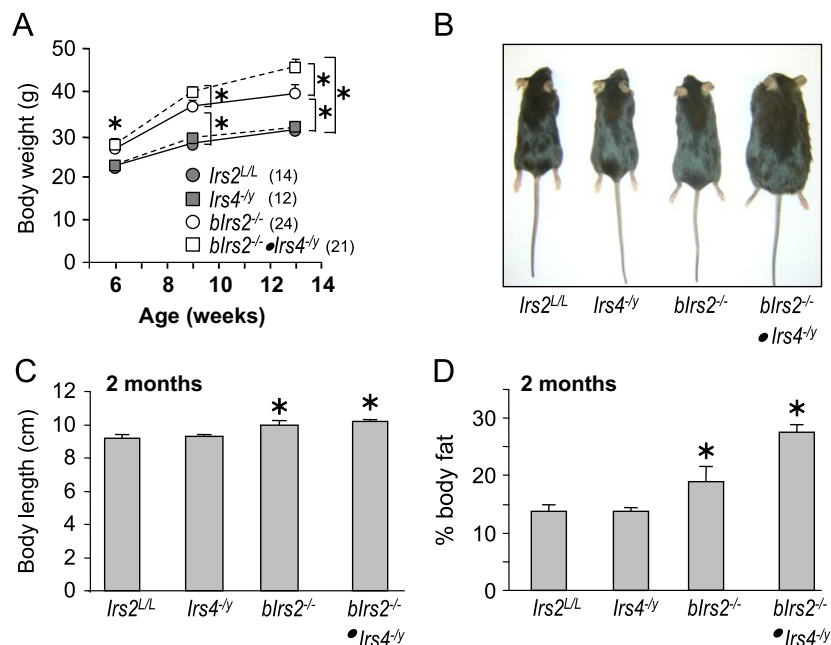 A
Body weight (g)
50
40
30
20
10
0
*
*
*
*
*
*
Irs2L/L (14)
Irs4-/y (12)
bIrs2-/- (24)
bIrs2-/-•Irs4-/y (21)
6 8 10 12 14
Age (weeks)
B
Irs2L/L Irs4-/y bIrs2-/- bIrs2-/-
•Irs4-/y
C
2 months
Body length (cm)
12
10
8
6
4
2
0
* *
Irs2L/L Irs4-/y bIrs2-/- bIrs2-/-
•Irs4-/y
D
2 months
% body fat
30
20
10
0
* *
Irs2L/L Irs4-/y bIrs2-/- bIrs2-/-
•Irs4-/y